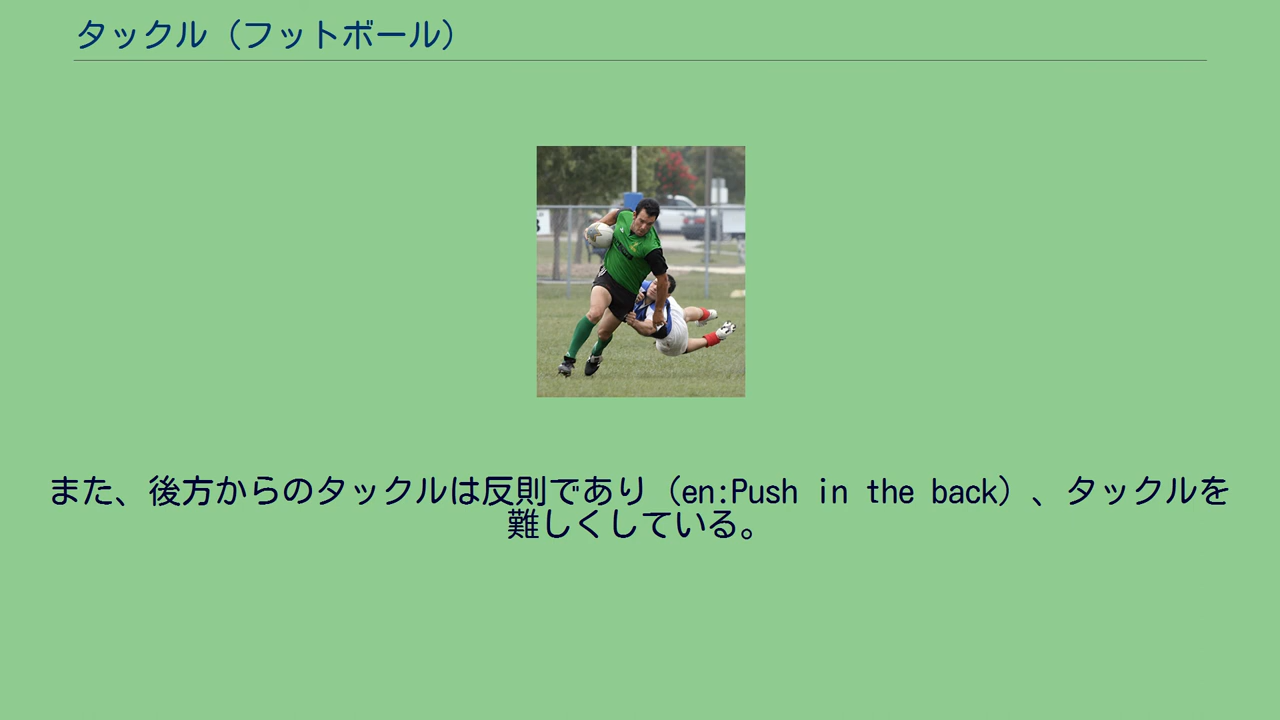 タックル（フットボール）
また、後方からのタックルは反則であり（en:Push in the back）、タックルを
難しくしている。